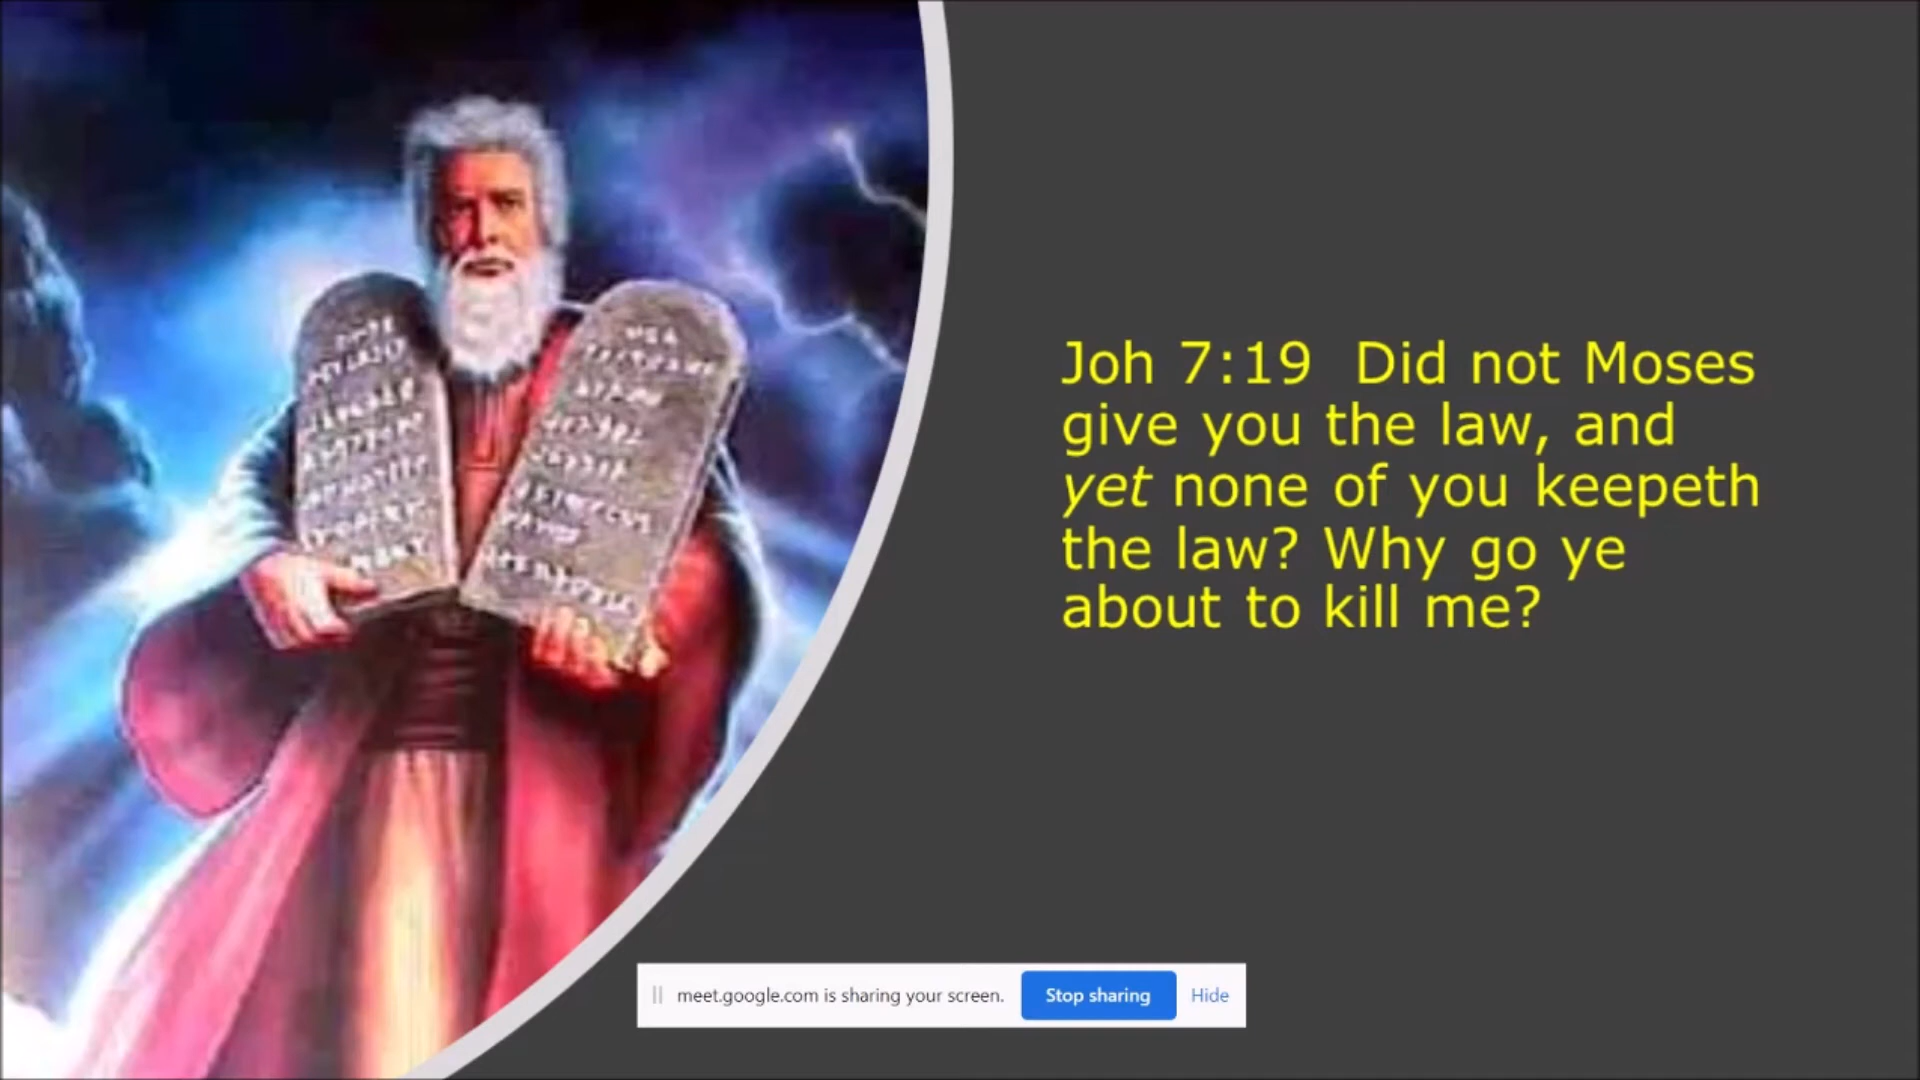 Joh 7:19 Did not Moses
give you the law, and
yet none of you keepeth
the law? Why go ye
about to kill me?
meet.google.com is sharing your screen.
Stop sharing
Hide